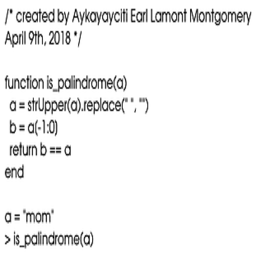 /* created by Aykayayciti Earl Lamont Montgomery
April 9th, 2018 */
function is_palindrome(a)
a = strUpper(a).replace(" ", "")
b = a(-1:0)
return b == a
end
a = "mom"
> is_palindrome(a)